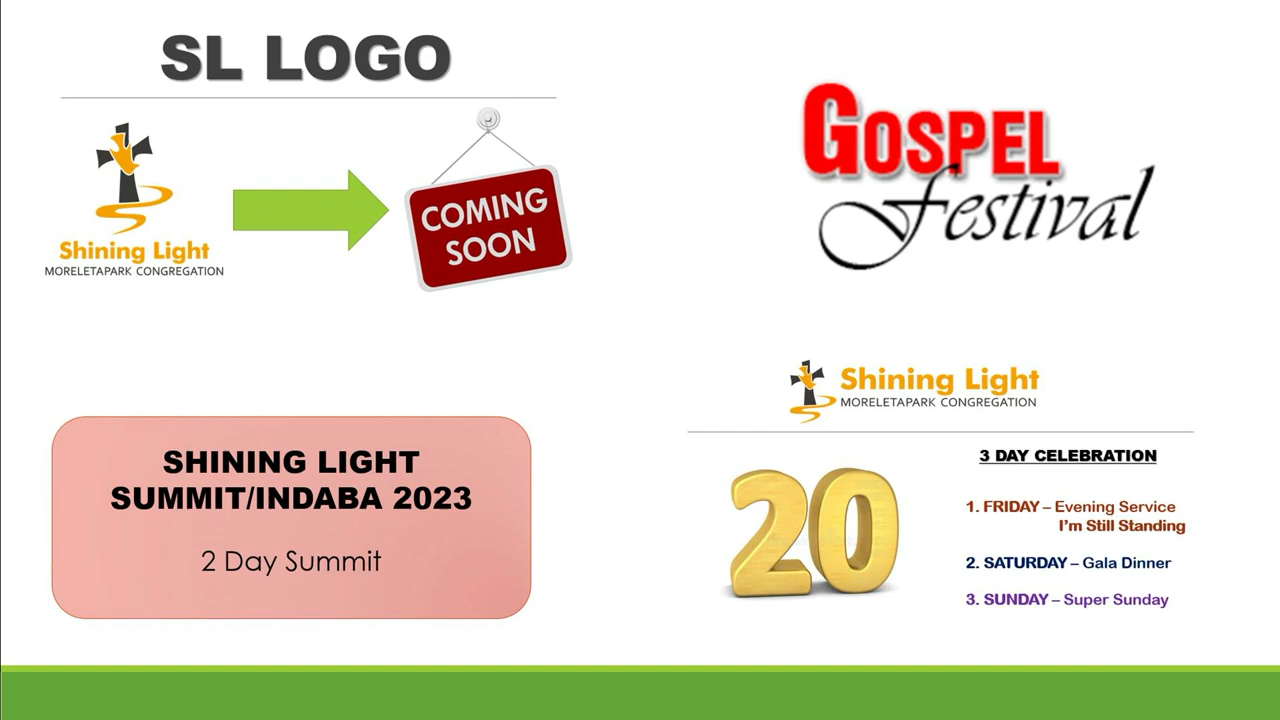 SL LOGO
Shining Light
MORELETAPARK CONGREGATION
COMING
SOON
GOSPEL
Festival
SHINING LIGHT
SUMMIT/INDABA 2023
2 Day Summit
Shining Light
MORELETAPARK CONGREGATION
20
3 DAY CELEBRATION
1. FRIDAY – Evening Service
I'm Still Standing
2. SATURDAY – Gala Dinner
3. SUNDAY – Super Sunday